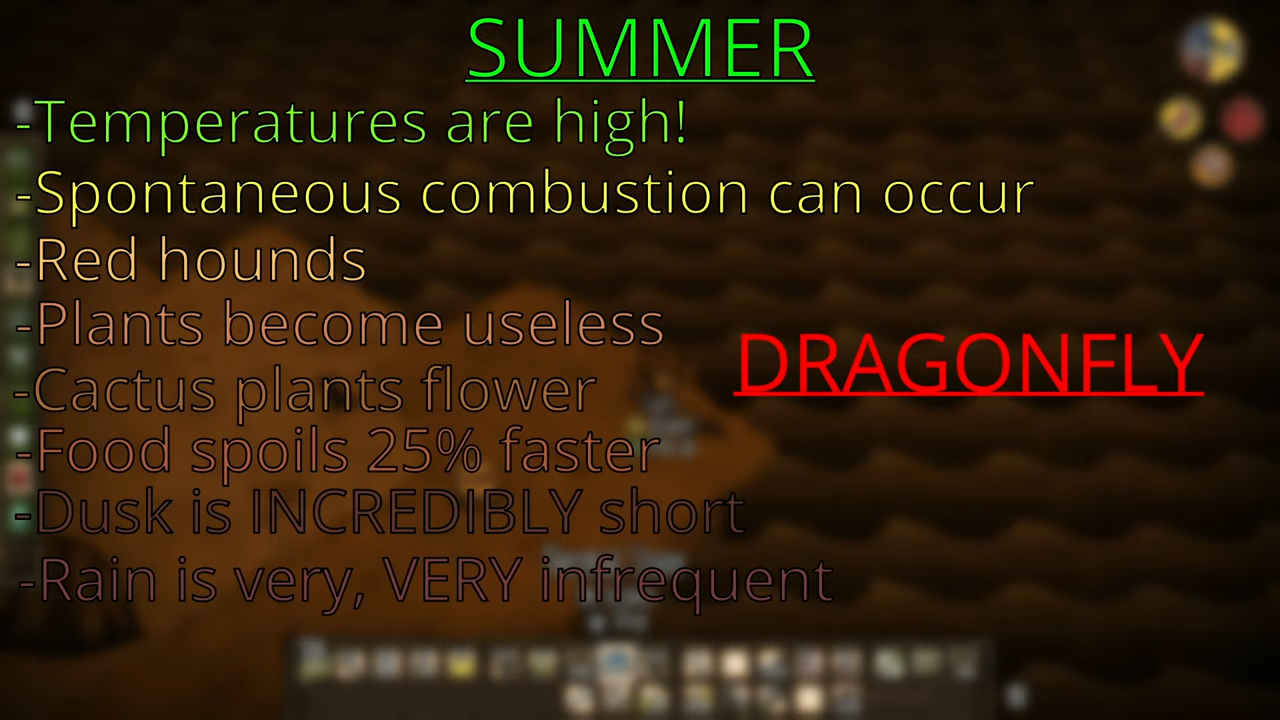 SUMMER
-Temperatures are high!
-Spontaneous combustion can occur
-Red hounds
-Plants become useless
DRAGONFLY
-Cactus plants flower
-Food spoils 25% faster
-Dusk is INCREDIBLY short
-Rain is very, VERY infrequent